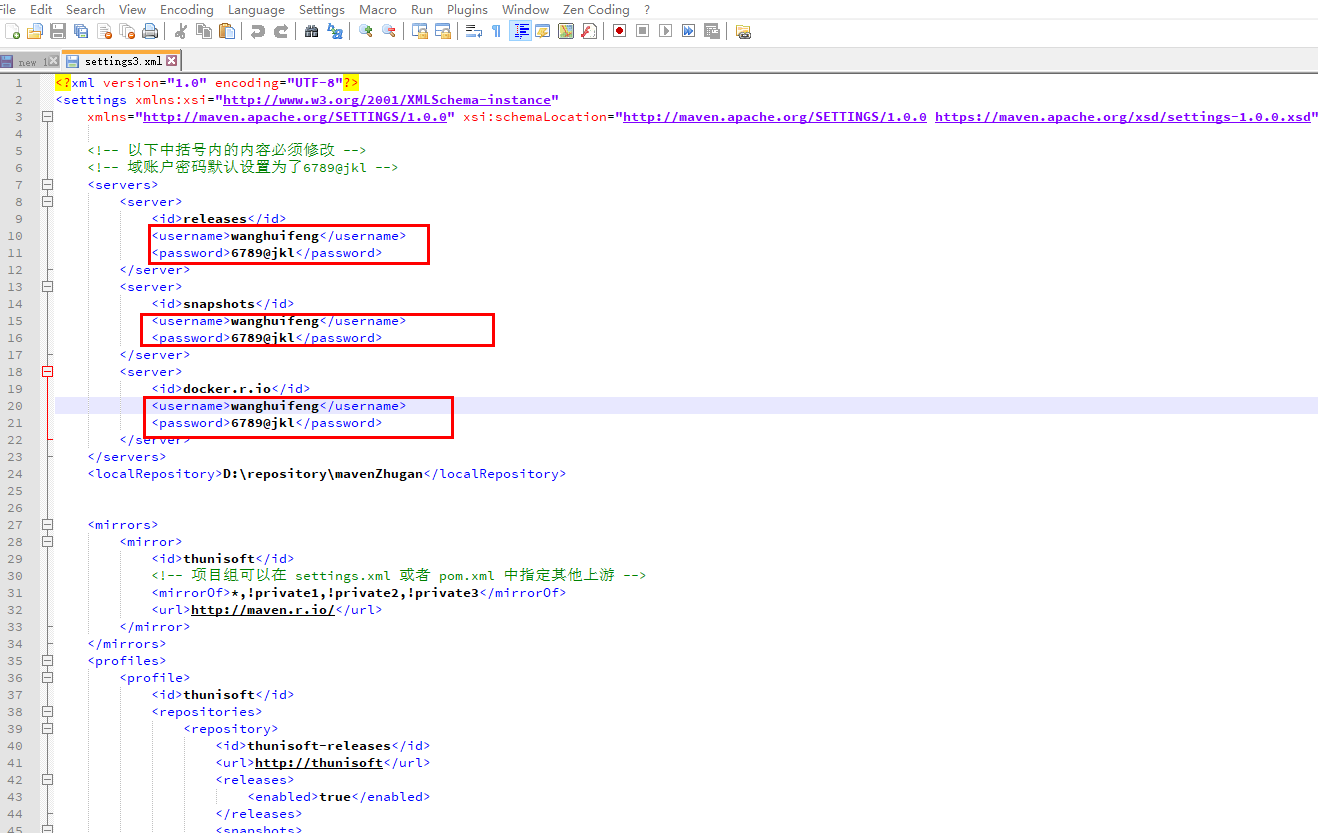 File Edit Search View Encoding Language Settings Macro Run Plugins Window Zen Coding ?
new 1 settings3.xml
1 <?xml version="1.0" encoding="UTF-8"?>
2 <settings xmlns:xsi="http://www.w3.org/2001/XMLSchema-instance"
3 xmlns="http://maven.apache.org/SETTINGS/1.0.0" xsi:schemaLocation="http://maven.apache.org/SETTINGS/1.0.0 https://maven.apache.org/xsd/settings-1.0.0.xsd"
4
5 <!-- 以下中括号内的内容必须修改 -->
6 <!-- 域账户密码默认设置为了6789@jkl -->
7 <servers>
8 <server>
9 <id>releases</id>
10 <username>wanghuifeng</username>
11 <password>6789@jkl</password>
12 </server>
13 <server>
14 <id>snapshots</id>
15 <username>wanghuifeng</username>
16 <password>6789@jkl</password>
17 </server>
18 <server>
19 <id>docker.r.io</id>
20 <username>wanghuifeng</username>
21 <password>6789@jkl</password>
22 </server>
23 </servers>
24 <localRepository>D:\repository\mavenZhugan</localRepository>
25
26
27 <mirrors>
28 <mirror>
29 <id>thunisoft</id>
30 <!-- 项目组可以在 settings.xml 或者 pom.xml 中指定其他上游 -->
31 <mirrorOf>*,!private1,!private2,!private3</mirrorOf>
32 <url>http://maven.r.io/</url>
33 </mirror>
34 </mirrors>
35 <profiles>
36 <profile>
37 <id>thunisoft</id>
38 <repositories>
39 <repository>
40 <id>thunisoft-releases</id>
41 <url>http://thunisoft</url>
42 <releases>
43 <enabled>true</enabled>
44 </releases>
45 <snapshots>